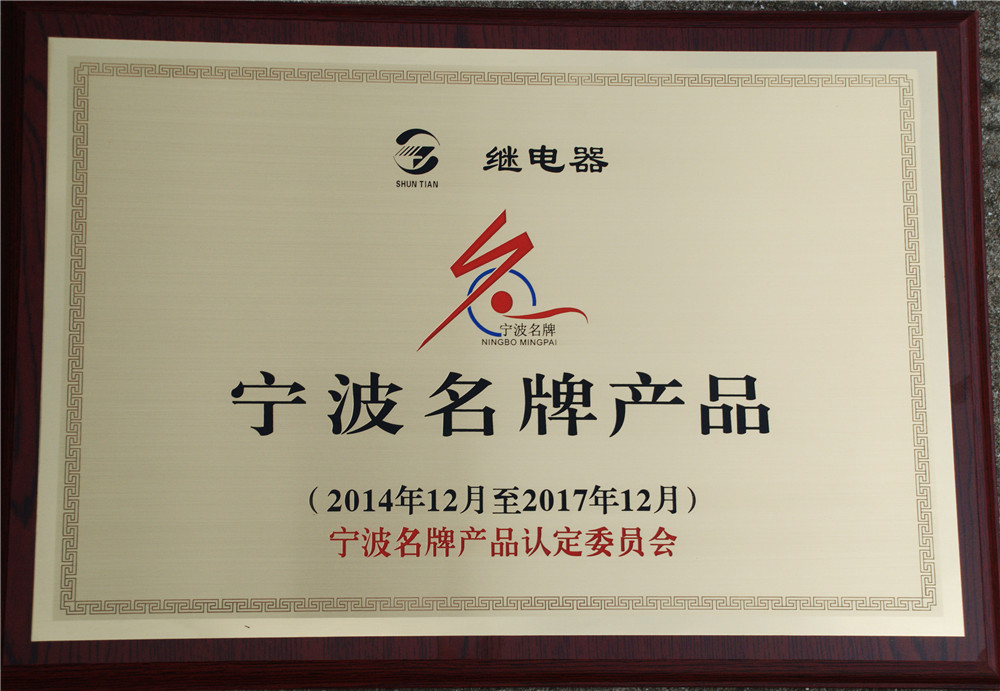 SHUN TIAN
继电器
宁波名牌
NINGBO MINGPAI
宁波名牌产品
（2014年12月至2017年12月）
宁波名牌产品认定委员会